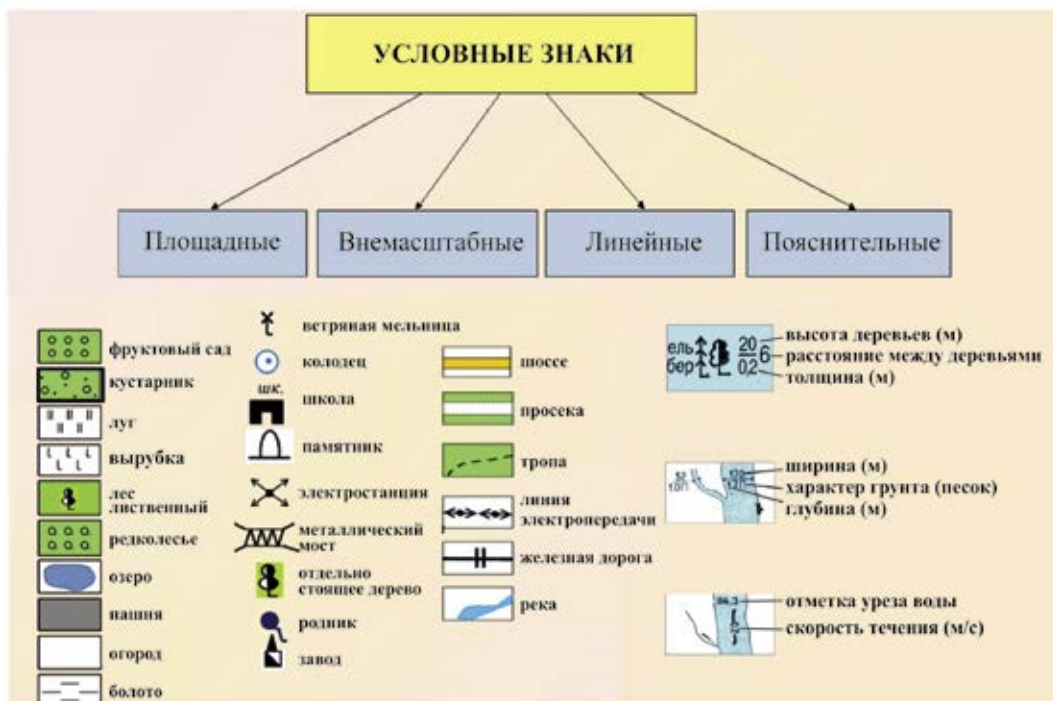 УСЛОВНЫЕ ЗНАКИ
Площадные
Внемасштабные
Линейные
Пояснительные
фруктовый сад
кустарник
луг
вырубка
лес
лиственный
редколесье
озеро
пашня
огород
болото
ветряная мельница
колодец
шк.
школа
памятник
электростанция
металлический
мост
отдельно
стоящее дерево
родник
завод
шоссе
просека
тропа
линия
электропередачи
железная дорога
река
ель
бер
20
0,2
6
высота деревьев (м)
расстояние между деревьями
толщина (м)
ширина (м)
характер грунта (песок)
глубина (м)
отметка уреза воды
скорость течения (м/с)